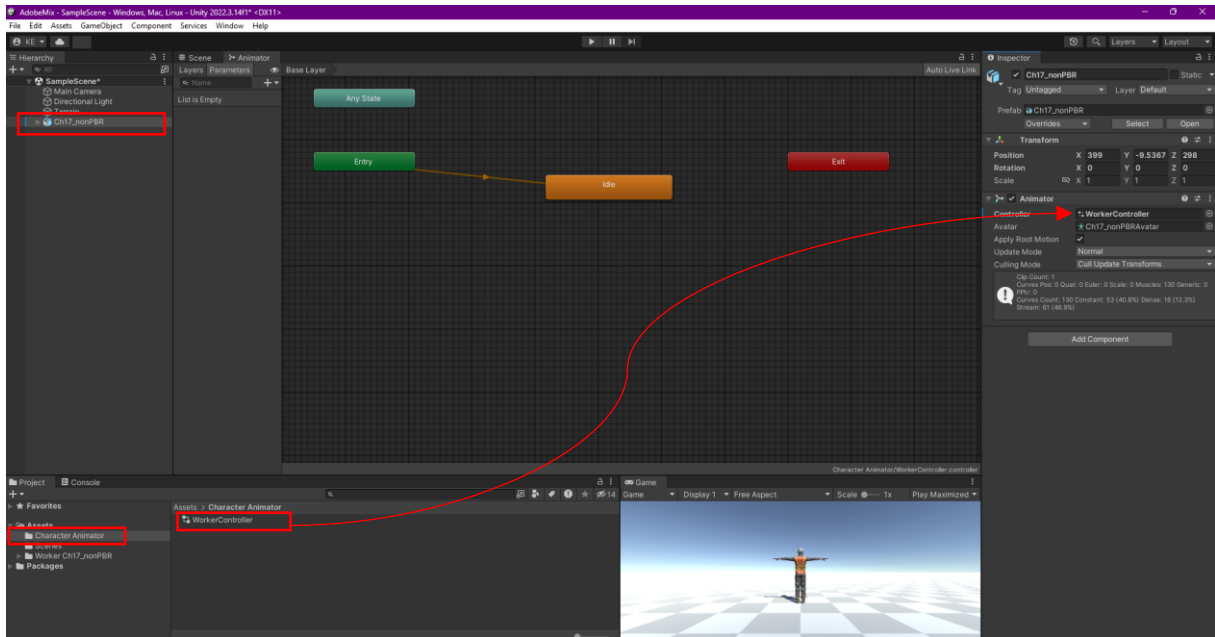 AdobeMix - SampleScene - Windows, Mac, Linux - Unity 2022.3.14f1* <DX11>
File Edit Assets GameObject Component Services Window Help
KE
Layers Layout
Hierarchy
All
SampleScene*
Main Camera
Directional Light
Terrain
Ch17_nonPBR
Scene Animator
Layers Parameters Base Layer Auto Live Link
Name
List is Empty
Any State
Entry
Exit
Idle
Character Animator/WorkerController.controller
Inspector
Ch17_nonPBR Static
Tag Untagged Layer Default
Prefab Ch17_nonPBR
Overrides Select Open
Transform
Position X 399 Y -9.5367 Z 298
Rotation X 0 Y 0 Z 0
Scale X 1 Y 1 Z 1
Animator
Controller WorkerController
Avatar Ch17_nonPBRAvatar
Apply Root Motion
Update Mode Normal
Culling Mode Cull Update Transforms
Clip Count: 1
Curves Pos: 0 Quat: 0 Euler: 0 Scale: 0 Muscles: 130 Generic: 0
PPtr: 0
Curves Count: 130 Constant: 53 (40.8%) Dense: 16 (12.3%)
Stream: 61 (46.9%)
Add Component
Project Console
14
Favorites
Assets
Character Animator
Scenes
Worker Ch17_nonPBR
Packages
Assets > Character Animator
WorkerController
Game
Game Display 1 Free Aspect Scale 1x Play Maximized